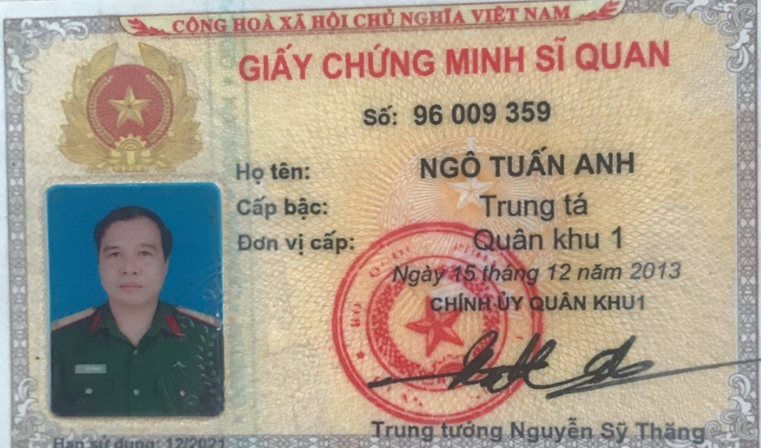 CỘNG HOÀ XÃ HỘI CHỦ NGHĨA VIỆT NAM
GIẤY CHỨNG MINH SĨ QUAN
Số: 96 009 359
Họ tên: NGÔ TUẤN ANH
Cấp bậc: Trung tá
Đơn vị cấp: Quân khu 1
Ngày 15 tháng 12 năm 2013
CHÍNH ỦY QUÂN KHU1
Trung tướng Nguyễn Sỹ Thăng
Hạn sử dụng: 12/2021